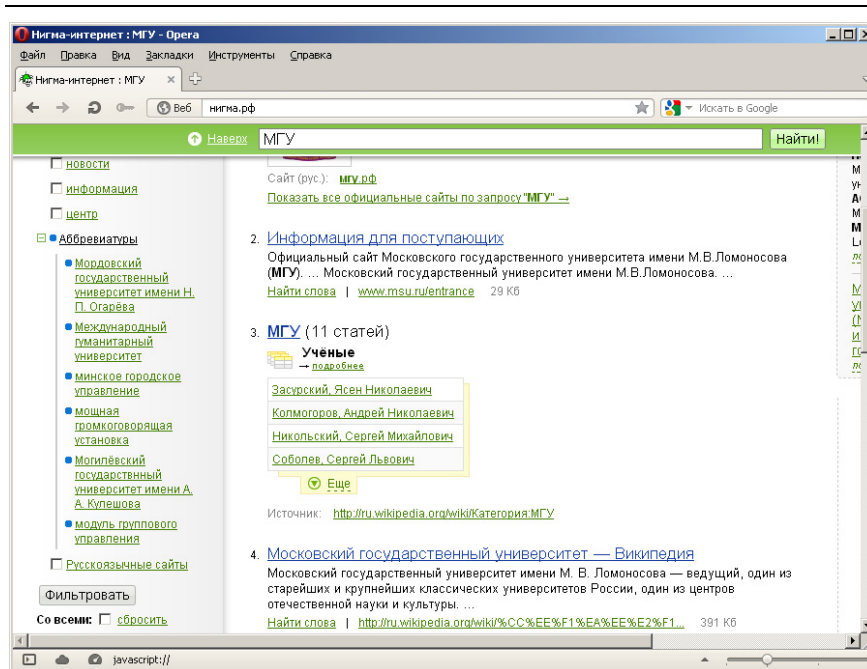 Нигма-интернет : МГУ - Opera
Файл Правка Вид Закладки Инструменты Справка
Нигма-интернет : МГУ
Веб нигма.рф Искать в Google
Наверх МГУ Найти!
новости
информация
центр
Аббревиатуры
Мордовский
государственный
университет имени Н.
П. Огарёва
Международный
гуманитарный
университет
минское городское
управление
мощная
громкоговорящая
установка
Могилёвский
государствнный
университет имени А.
А. Кулешова
модуль группового
управления
Русскоязычные сайты
Фильтровать
Со всеми: сбросить
Сайт (рус.): мгу.рф
Показать все официальные сайты по запросу "МГУ" →
2. Информация для поступающих
Официальный сайт Московского государственного университета имени М.В.Ломоносова
(МГУ). ... Московский государственный университет имени М.В.Ломоносова. ...
Найти слова | www.msu.ru/entrance 29 Кб
3. МГУ (11 статей)
Учёные
→ подробнее
Засурский, Ясен Николаевич
Колмогоров, Андрей Николаевич
Никольский, Сергей Михайлович
Соболев, Сергей Львович
Еще
Источник: http://ru.wikipedia.org/wiki/Категория:МГУ
4. Московский государственный университет — Википедия
Московский государственный университет имени М. В. Ломоносова — ведущий, один из
старейших и крупнейших классических университетов России, один из центров
отечественной науки и культуры. ...
Найти слова | http://ru.wikipedia.org/wiki/%CC%EE%F1%EA%EE%E2%F1... 391 Кб
javascript://